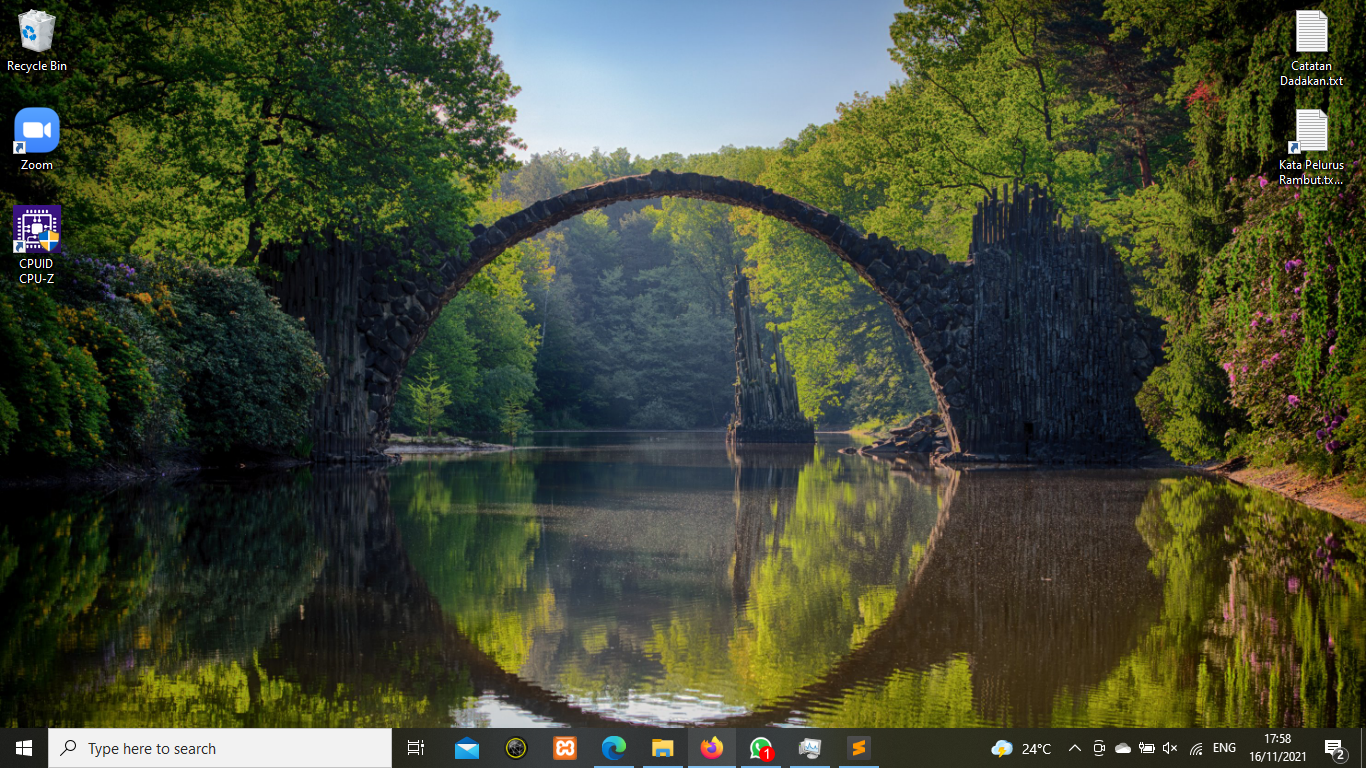 Recycle Bin
Zoom
CPUID
CPU-Z
Catatan
Dadakan.txt
Kata Pelurus
Rambut.tx...
Type here to search
1
24°C
ENG
17:58
16/11/2021
2